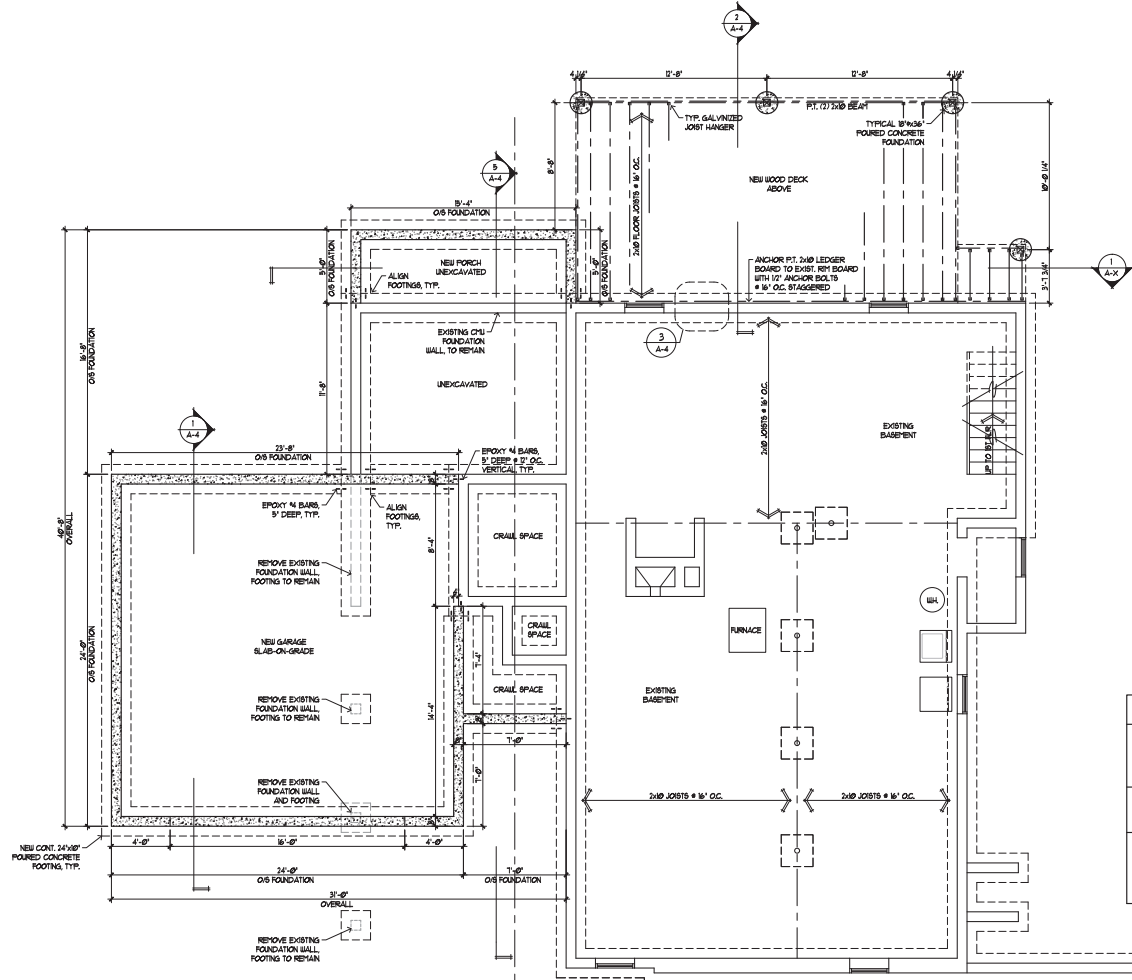 2
A-4
4 1/8"
12'-8"
12'-8"
4 1/8"
P.T. (2) 2x10 BEAM
TYP. GALVINIZED
JOIST HANGER
TYPICAL 18"øx36"
POURED CONCRETE
FOUNDATION
8'-8"
2x10 FLOOR JOISTS @ 16" O.C.
NEW WOOD DECK
ABOVE
10'-0 1/4"
5
A-4
15'-4"
O/S FOUNDATION
5'-0"
O/S FOUNDATION
NEW PORCH
UNEXCAVATED
ALIGN
FOOTINGS, TYP.
5'-0"
O/S FOUNDATION
ANCHOR P.T. 2x10 LEDGER
BOARD TO EXIST. RIM BOARD
WITH 1/2" ANCHOR BOLTS
@ 16" O.C. STAGGERED
3'-1 3/4"
1
A-X
EXISTING CMU
FOUNDATION
WALL, TO REMAIN
3
A-4
16'-8"
O/S FOUNDATION
11'-8"
UNEXCAVATED
2x10 JOISTS @ 16" O.C.
EXISTING
BASEMENT
UP TO 1ST FLR
1
A-4
23'-8"
O/S FOUNDATION
EPOXY #4 BARS,
5" DEEP @ 12" O.C.
VERTICAL, TYP.
EPOXY #4 BARS,
5" DEEP, TYP.
ALIGN
FOOTINGS,
TYP.
40'-8"
OVERALL
8'-4"
CRAWL SPACE
REMOVE EXISTING
FOUNDATION WALL,
FOOTING TO REMAIN
W.H.
CRAWL
SPACE
FURNACE
NEW GARAGE
SLAB-ON-GRADE
24'-0"
O/S FOUNDATION
7'-4"
CRAWL SPACE
EXISTING
BASEMENT
REMOVE EXISTING
FOUNDATION WALL,
FOOTING TO REMAIN
14'-4"
8"
7'-0"
7'-0"
REMOVE EXISTING
FOUNDATION WALL
AND FOOTING
2x10 JOISTS @ 16" O.C.
2x10 JOISTS @ 16" O.C.
NEW CONT. 24"x10"
POURED CONCRETE
FOOTING, TYP.
4'-0"
16'-0"
4'-0"
24'-0"
O/S FOUNDATION
7'-0"
O/S FOUNDATION
31'-0"
OVERALL
REMOVE EXISTING
FOUNDATION WALL,
FOOTING TO REMAIN